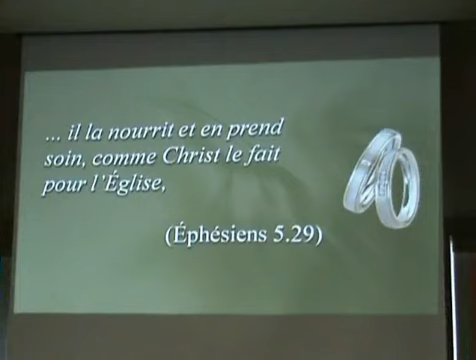 ... il la nourrit et en prend
soin, comme Christ le fait
pour l'Église,
(Éphésiens 5.29)